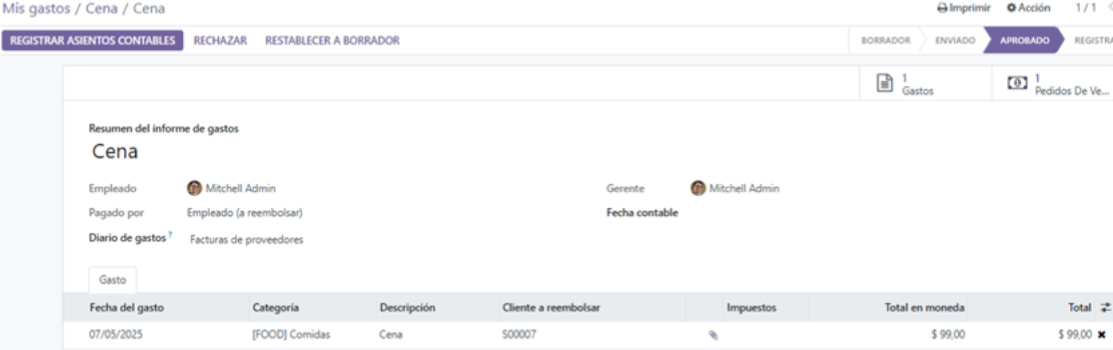 Mis gastos / Cena / Cena
Imprimir Acción 1 / 1
REGISTRAR ASIENTOS CONTABLES RECHAZAR RESTABLECER A BORRADOR
BORRADOR ENVIADO APROBADO REGISTRA
1 Gastos
1 Pedidos De Ve...
Resumen del informe de gastos
Cena
Empleado Mitchell Admin
Gerente Mitchell Admin
Pagado por Empleado (a reembolsar)
Fecha contable
Diario de gastos ? Facturas de proveedores
Gasto
Fecha del gasto Categoría Descripción Cliente a reembolsar Impuestos Total en moneda Total
07/05/2025 [FOOD] Comidas Cena S00007 $ 99,00 $ 99,00